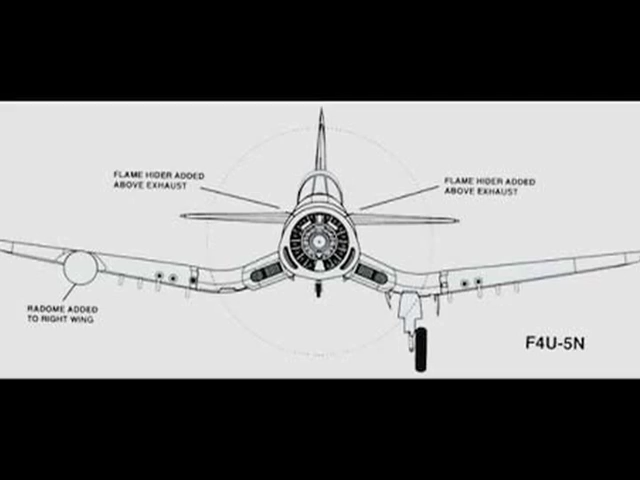 FLAME HIDER ADDED
ABOVE EXHAUST
FLAME HIDER ADDED
ABOVE EXHAUST
RADOME ADDED
TO RIGHT WING
F4U-5N